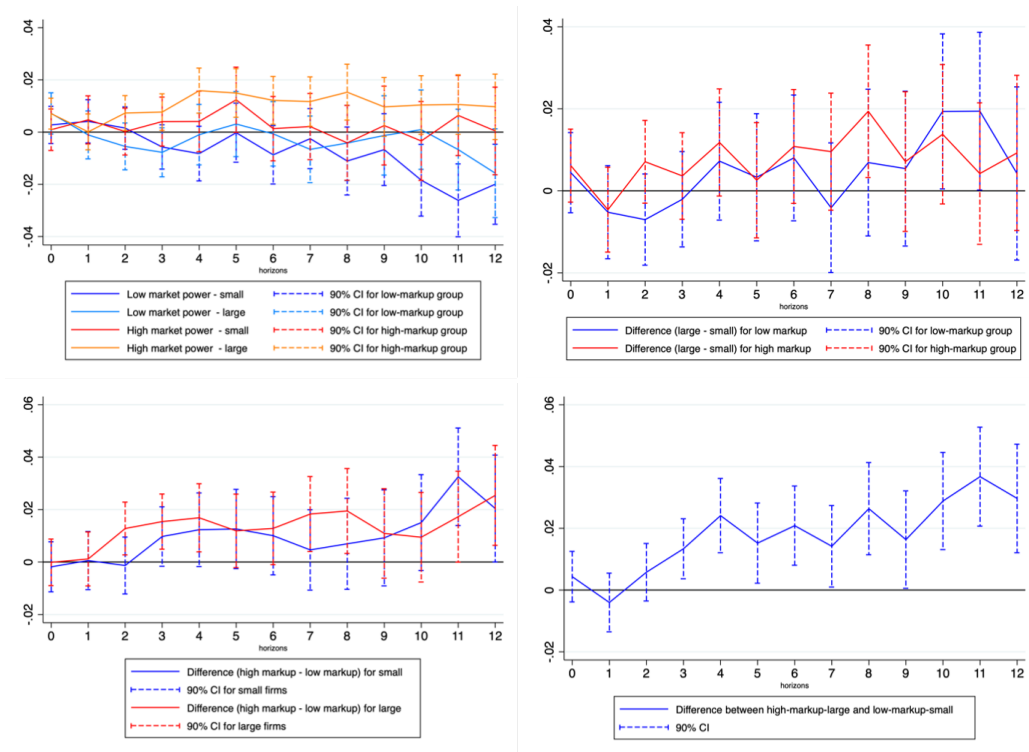 .04
.02
0
-.02
-.04
0 1 2 3 4 5 6 7 8 9 10 11 12
horizons
Low market power - small 90% CI for low-markup group
Low market power - large 90% CI for low-markup group
High market power - small 90% CI for high-markup group
High market power - large 90% CI for high-markup group
.04
.02
0
-.02
0 1 2 3 4 5 6 7 8 9 10 11 12
horizons
Difference (large - small) for low markup 90% CI for low-markup group
Difference (large - small) for high markup 90% CI for high-markup group
.06
.04
.02
0
-.02
0 1 2 3 4 5 6 7 8 9 10 11 12
horizons
Difference (high markup - low markup) for small
90% CI for small firms
Difference (high markup - low markup) for large
90% CI for large firms
.06
.04
.02
0
-.02
0 1 2 3 4 5 6 7 8 9 10 11 12
horizons
Difference between high-markup-large and low-markup-small
90% CI